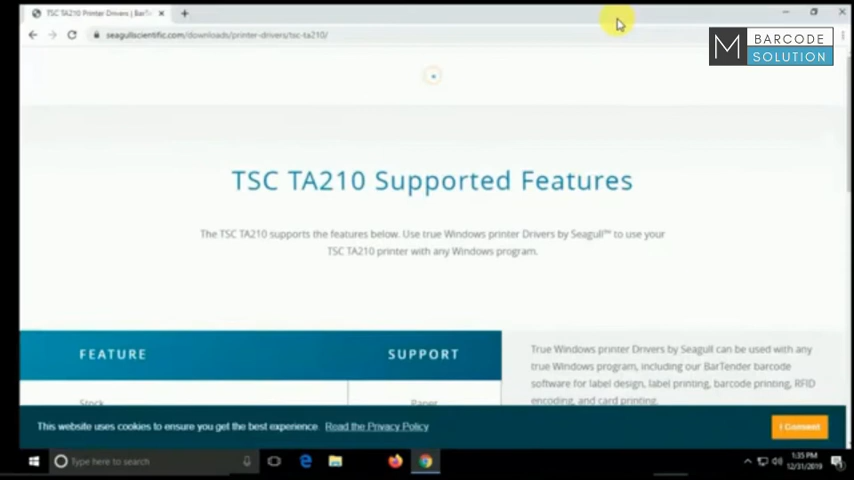 TSC TA210 Printer Drivers | BarT
seagullscientific.com/downloads/printer-drivers/tsc-ta210/
M BARCODE
SOLUTION
TSC TA210 Supported Features
The TSC TA210 supports the features below. Use true Windows printer Drivers by Seagull™ to use your
TSC TA210 printer with any Windows program.
FEATURE SUPPORT
Stock Paper
True Windows printer Drivers by Seagull can be used with any
true Windows program, including our BarTender barcode
software for label design, label printing, barcode printing, RFID
encoding, and card printing.
This website uses cookies to ensure you get the best experience. Read the Privacy Policy
I Consent
Type here to search
1:35 PM
12/31/2019